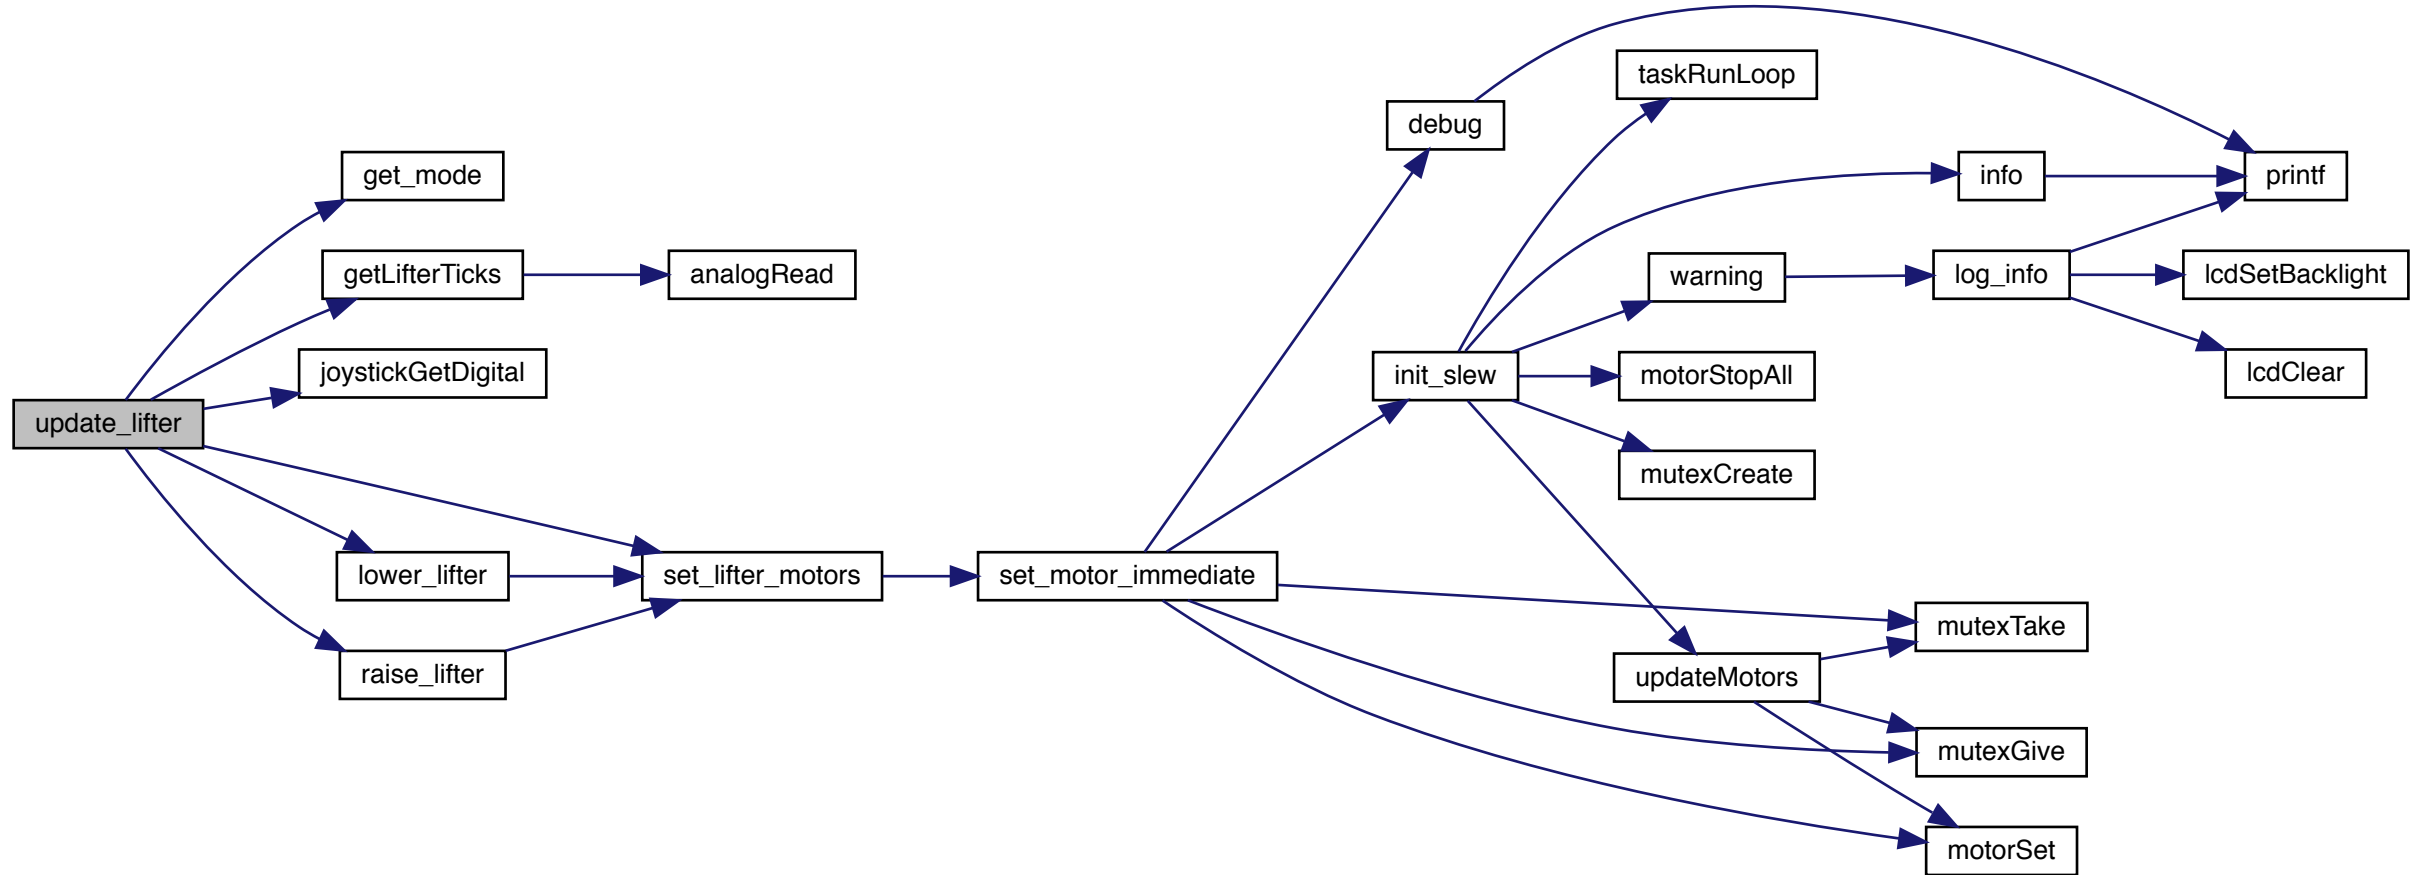 update_lifter
get_mode
getLifterTicks
joystickGetDigital
lower_lifter
raise_lifter
analogRead
set_lifter_motors
set_motor_immediate
debug
init_slew
taskRunLoop
warning
motorStopAll
mutexCreate
updateMotors
info
log_info
mutexTake
mutexGive
motorSet
printf
lcdSetBacklight
lcdClear